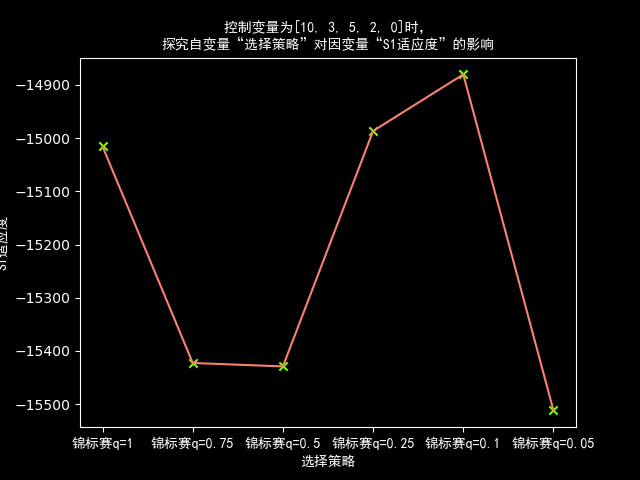 控制变量为[10, 3, 5, 2, 0]时,
探究自变量“选择策略”对因变量“S1适应度”的影响
−14900
−15000
−15100
−15200
−15300
−15400
−15500
S1适应度
锦标赛q=1
锦标赛q=0.75
锦标赛q=0.5
锦标赛q=0.25
锦标赛q=0.1
锦标赛q=0.05
选择策略